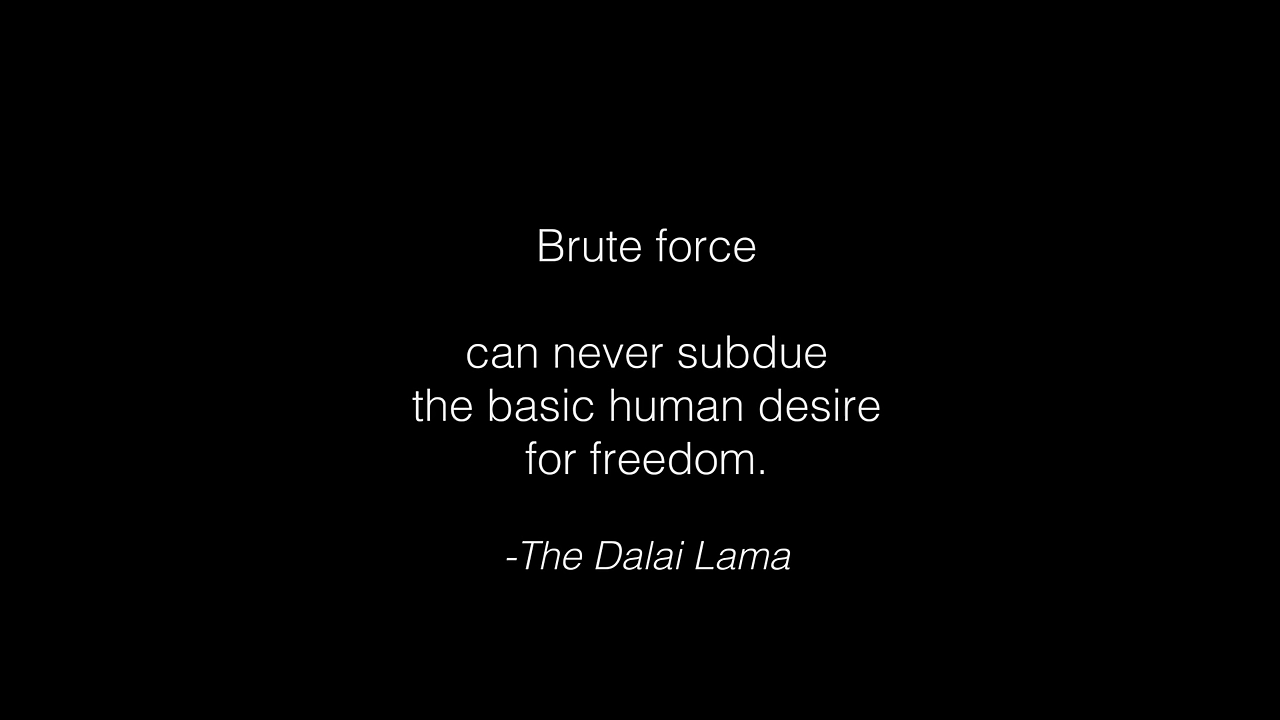 Brute force
can never subdue
the basic human desire
for freedom.
-The Dalai Lama